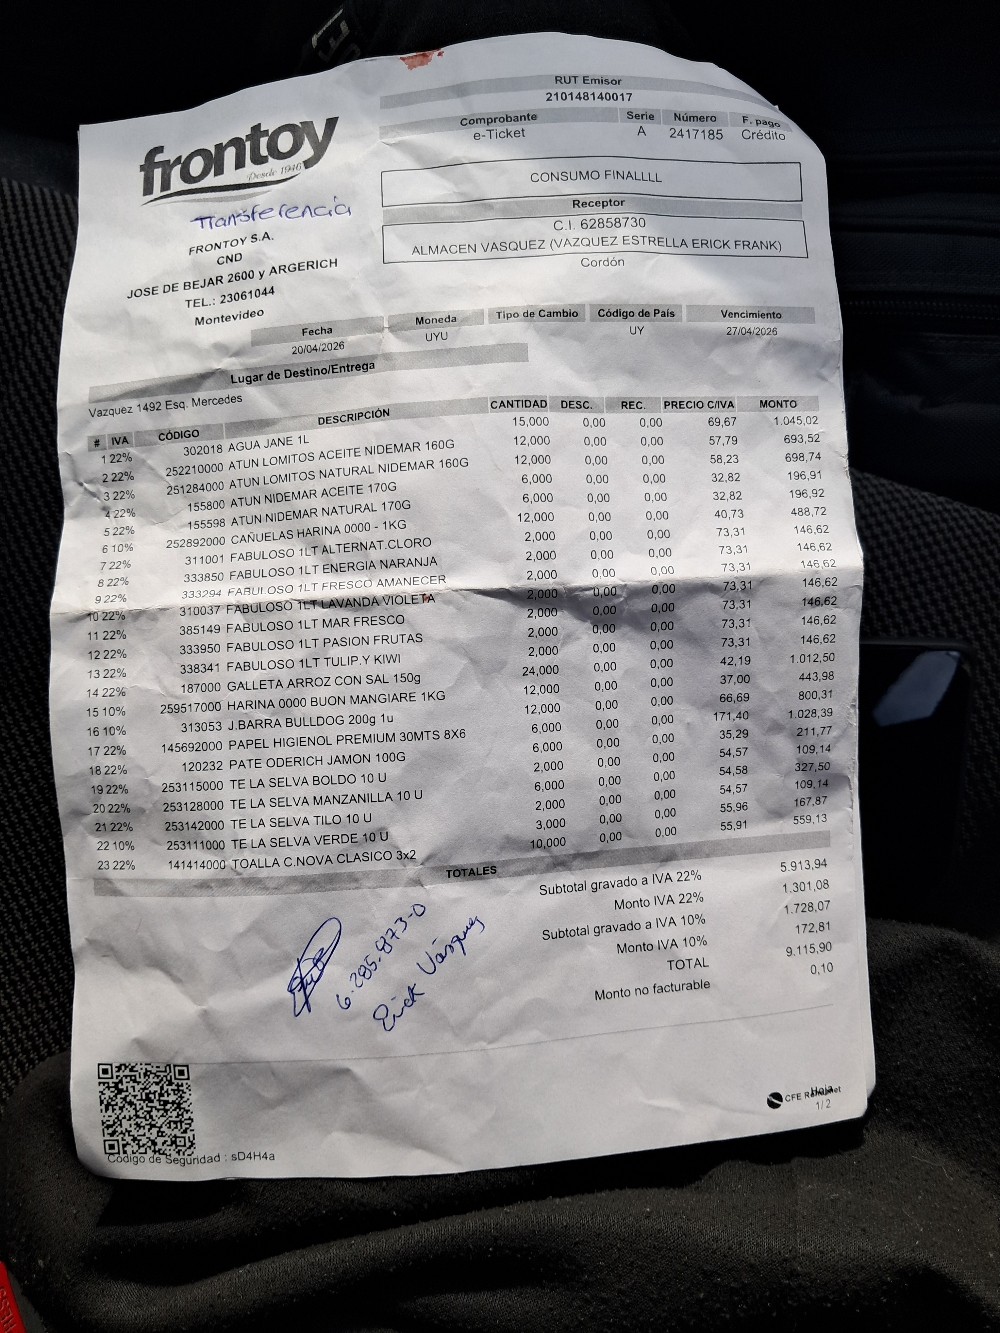 RUT Emisor
210148140017
Comprobante Serie Número F. pago
e-Ticket A 2417185 Crédito
frontoy
Desde 1946
Transferencia
CONSUMO FINALLLL
Receptor
C.I. 62858730
ALMACEN VASQUEZ (VAZQUEZ ESTRELLA ERICK FRANK)
Cordón
FRONTOY S.A.
CND
JOSE DE BEJAR 2600 y ARGERICH
TEL.: 23061044
Montevideo
Fecha Moneda Tipo de Cambio Código de País Vencimiento
20/04/2026 UYU UY 27/04/2026
Lugar de Destino/Entrega
Vazquez 1492 Esq. Mercedes
# IVA CÓDIGO DESCRIPCIÓN CANTIDAD DESC. REC. PRECIO C/IVA MONTO
1 22% 302018 AGUA JANE 1L 15,000 0,00 0,00 69,67 1.045,02
2 22% 252210000 ATUN LOMITOS ACEITE NIDEMAR 160G 12,000 0,00 0,00 57,79 693,52
3 22% 251284000 ATUN LOMITOS NATURAL NIDEMAR 160G 12,000 0,00 0,00 58,23 698,74
4 22% 155800 ATUN NIDEMAR ACEITE 170G 6,000 0,00 0,00 32,82 196,91
5 22% 155598 ATUN NIDEMAR NATURAL 170G 6,000 0,00 0,00 32,82 196,92
6 10% 252892000 CAÑUELAS HARINA 0000 - 1KG 12,000 0,00 0,00 40,73 488,72
7 22% 311001 FABULOSO 1LT ALTERNAT.CLORO 2,000 0,00 0,00 73,31 146,62
8 22% 333850 FABULOSO 1LT ENERGIA NARANJA 2,000 0,00 0,00 73,31 146,62
9 22% 333294 FABULOSO 1LT FRESCO AMANECER 2,000 0,00 0,00 73,31 146,62
10 22% 310037 FABULOSO 1LT LAVANDA VIOLETA 2,000 0,00 0,00 73,31 146,62
11 22% 385149 FABULOSO 1LT MAR FRESCO 2,000 0,00 0,00 73,31 146,62
12 22% 333950 FABULOSO 1LT PASION FRUTAS 2,000 0,00 0,00 73,31 146,62
13 22% 338341 FABULOSO 1LT TULIP.Y KIWI 2,000 0,00 0,00 73,31 146,62
14 22% 187000 GALLETA ARROZ CON SAL 150g 24,000 0,00 0,00 42,19 1.012,50
15 10% 259517000 HARINA 0000 BUON MANGIARE 1KG 12,000 0,00 0,00 37,00 443,98
16 10% 313053 J.BARRA BULLDOG 200g 1u 12,000 0,00 0,00 66,69 800,31
17 22% 145692000 PAPEL HIGIENOL PREMIUM 30MTS 8X6 6,000 0,00 0,00 171,40 1.028,39
18 22% 120232 PATE ODERICH JAMON 100G 6,000 0,00 0,00 35,29 211,77
19 22% 253115000 TE LA SELVA BOLDO 10 U 2,000 0,00 0,00 54,57 109,14
20 22% 253128000 TE LA SELVA MANZANILLA 10 U 6,000 0,00 0,00 54,58 327,50
21 22% 253142000 TE LA SELVA TILO 10 U 2,000 0,00 0,00 54,57 109,14
22 10% 253111000 TE LA SELVA VERDE 10 U 3,000 0,00 0,00 55,96 167,87
23 22% 141414000 TOALLA C.NOVA CLASICO 3x2 10,000 0,00 0,00 55,91 559,13
TOTALES
Subtotal gravado a IVA 22% 5.913,94
Monto IVA 22% 1.301,08
Subtotal gravado a IVA 10% 1.728,07
Monto IVA 10% 172,81
TOTAL 9.115,90
Monto no facturable 0,10
6.285.873-0
Erick Vásquez
CFE
Hoja
1/2
Código de Seguridad : sD4H4a